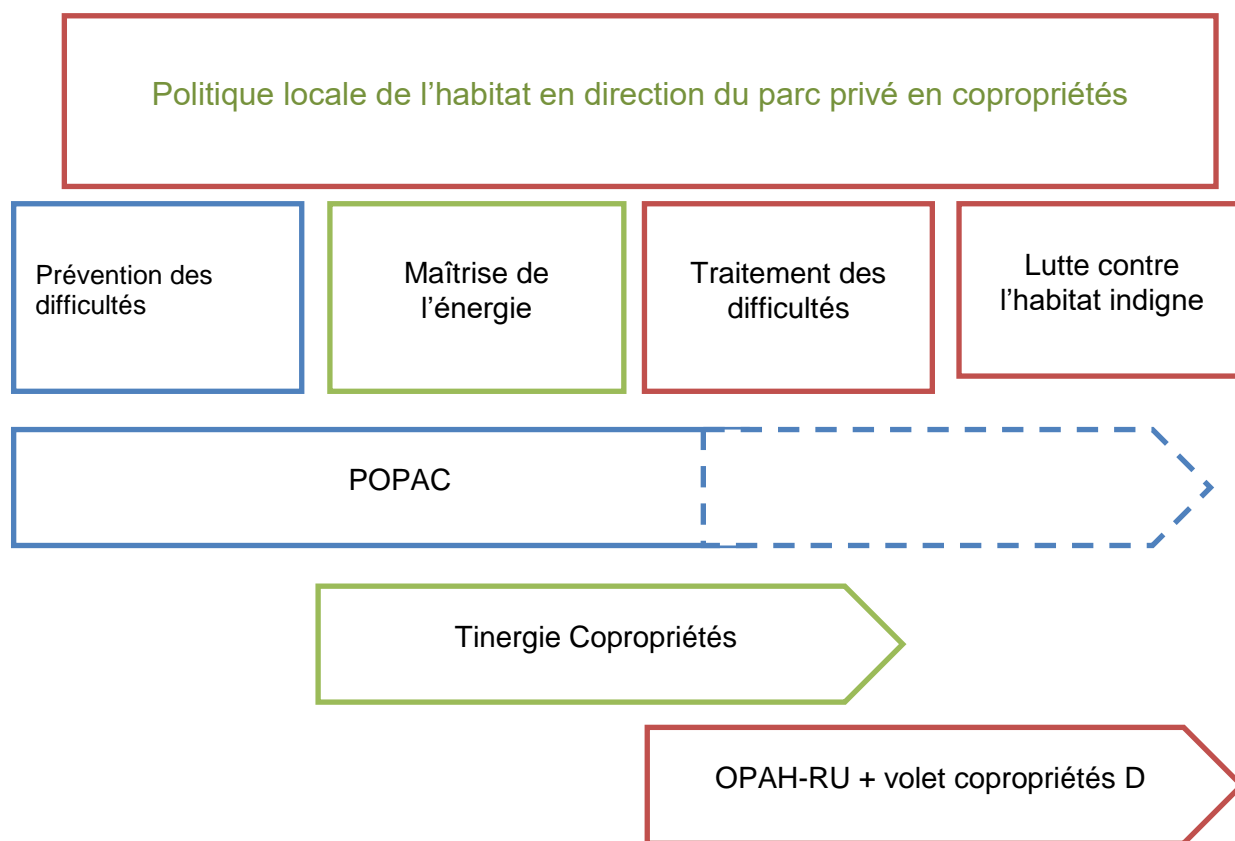 Politique locale de l'habitat en direction du parc privé en copropriétés
Prévention des
difficultés
Maîtrise de
l'énergie
Traitement des
difficultés
Lutte contre
l'habitat indigne
POPAC
Tinergie Copropriétés
OPAH-RU + volet copropriétés D